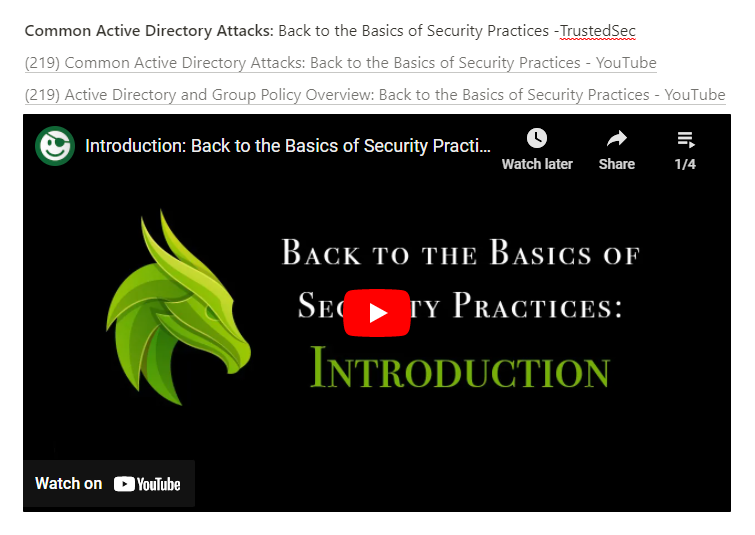 Common Active Directory Attacks: Back to the Basics of Security Practices -TrustedSec
(219) Common Active Directory Attacks: Back to the Basics of Security Practices - YouTube
(219) Active Directory and Group Policy Overview: Back to the Basics of Security Practices - YouTube
Introduction: Back to the Basics of Security Practi...
Watch later
Share
1/4
Back to the Basics of
Practices:
Introduction
Watch on YouTube